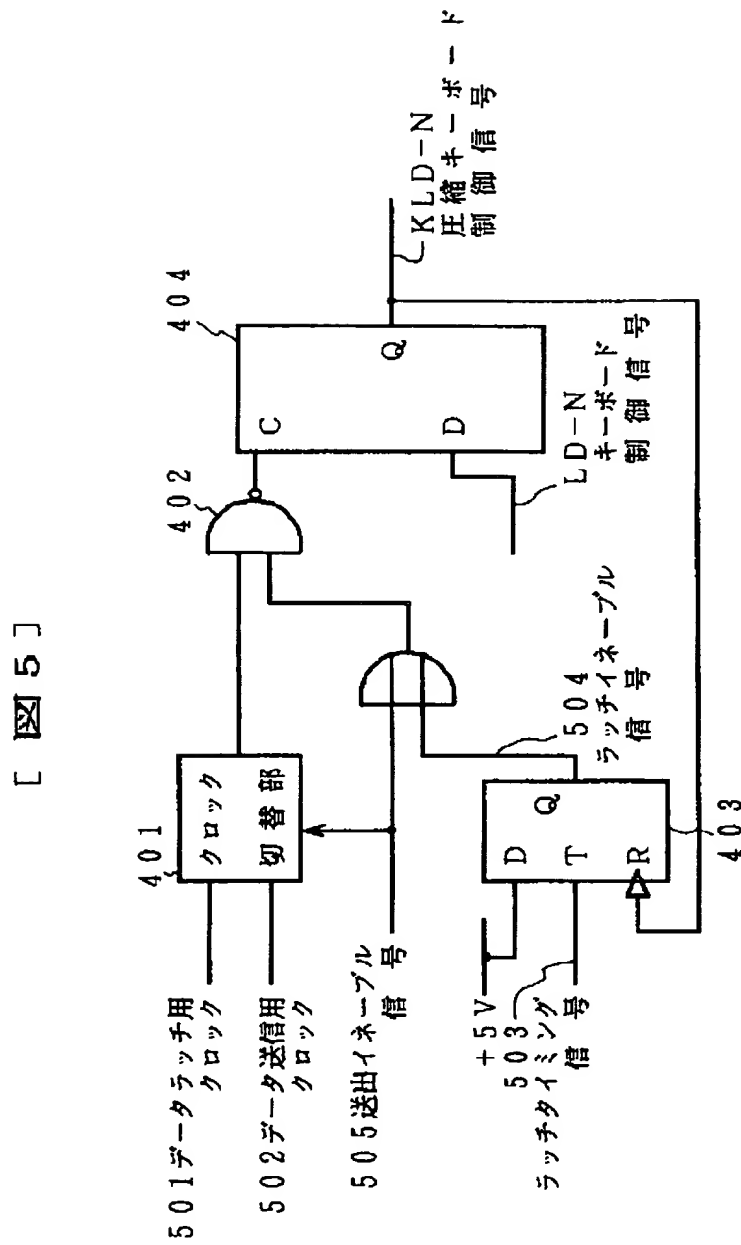 [図5]
501データラッチ用
クロック
502データ送信用
クロック
401
クロック
切替部
505送出イネーブル
信号
+5V
503
ラッチタイミング
信号
D
T
R
Q
403
504
ラッチイネーブル
信号
402
C
D
Q
404
LD-N
キーボード
制御信号
KLD-N
圧縮キーボード
制御信号